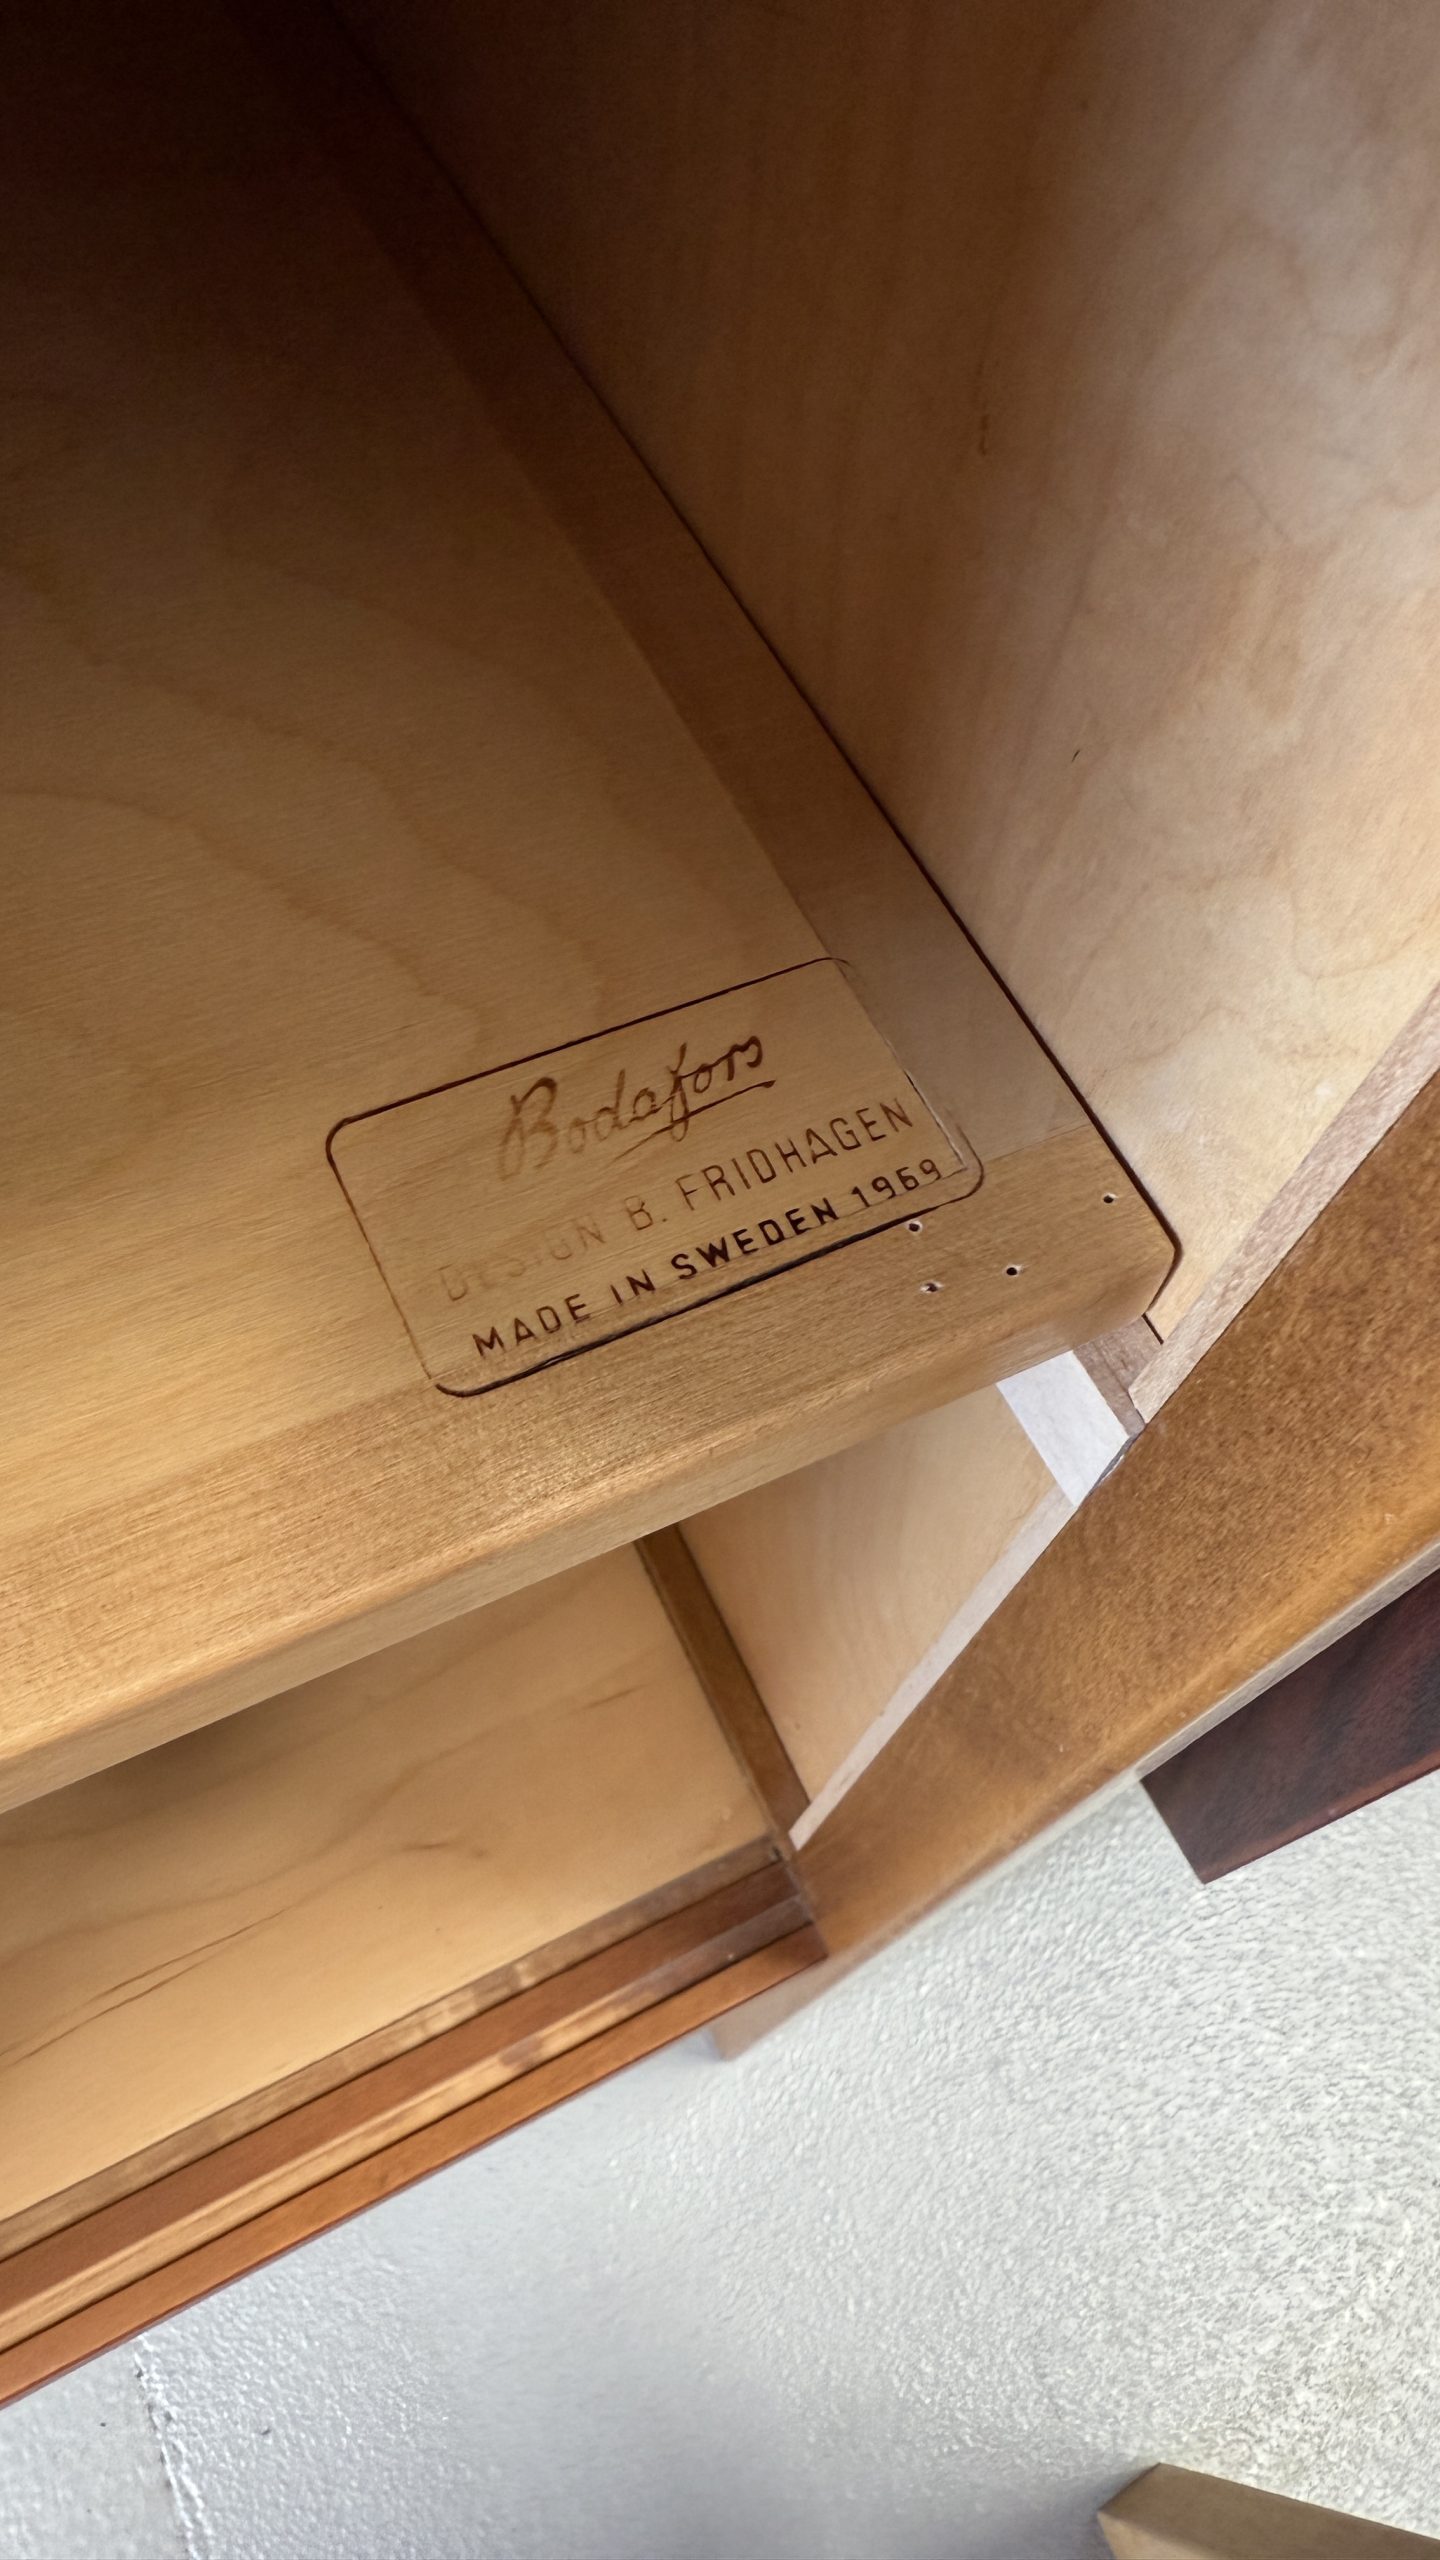 Bodafors
DESIGN B. FRIDHAGEN
MADE IN SWEDEN 1969